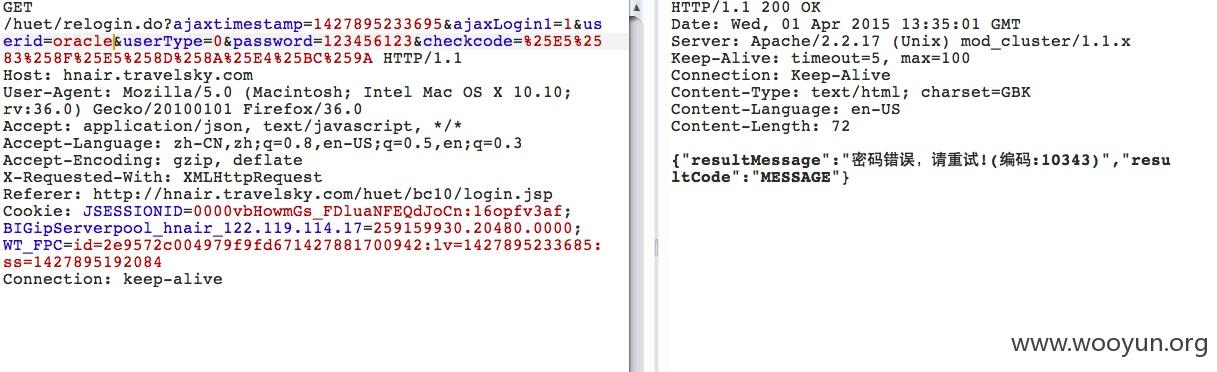 GET
/huet/relogin.do?ajaxtimestamp=1427895233695&ajaxLogin1=1&us
erid=oracle&userType=0&password=123456123&checkcode=%25E5%25
83%258F%25E5%258D%258A%25E4%25BC%259A HTTP/1.1
Host: hnair.travelsky.com
User-Agent: Mozilla/5.0 (Macintosh; Intel Mac OS X 10.10;
rv:36.0) Gecko/20100101 Firefox/36.0
Accept: application/json, text/javascript, */*
Accept-Language: zh-CN,zh;q=0.8,en-US;q=0.5,en;q=0.3
Accept-Encoding: gzip, deflate
X-Requested-With: XMLHttpRequest
Referer: http://hnair.travelsky.com/huet/bc10/login.jsp
Cookie: JSESSIONID=0000vbHowmGs_FDluaNFEQdJoCn:16opfv3af;
BIGipServerpool_hnair_122.119.114.17=259159930.20480.0000;
WT_FPC=id=2e9572c004979f9fd671427881700942:lv=1427895233685:
ss=1427895192084
Connection: keep-alive
HTTP/1.1 200 OK
Date: Wed, 01 Apr 2015 13:35:01 GMT
Server: Apache/2.2.17 (Unix) mod_cluster/1.1.x
Keep-Alive: timeout=5, max=100
Connection: Keep-Alive
Content-Type: text/html; charset=GBK
Content-Language: en-US
Content-Length: 72
{"resultMessage":"密码错误，请重试!(编码:10343)","resu
ltCode":"MESSAGE"}
www.wooyun.org